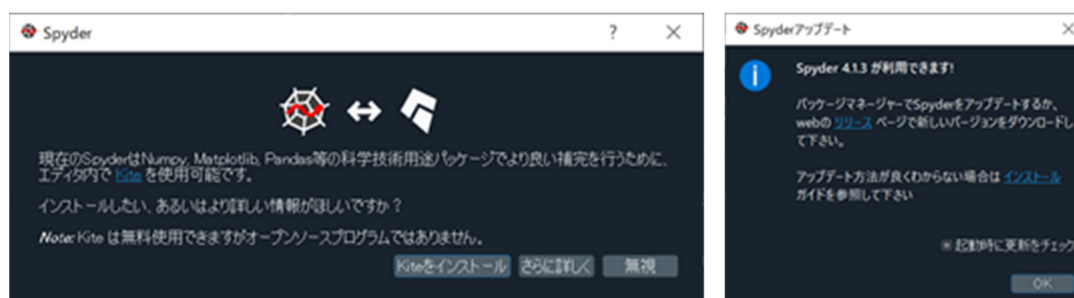 Spyder
現在のSpyderはNumpy, Matplotlib, Pandas等の科学技術用途パッケージでより良い補完を行うために、
エディタ内で Kite を使用可能です。
インストールしたい、あるいはより詳しい情報がほしいですか？
Note: Kite は無料使用できますがオープンソースプログラムではありません。
Kiteをインストール さらに詳しく 無視
Spyderアップデート
Spyder 4.1.3 が利用できます!
パッケージマネージャーでSpyderをアップデートするか、
webの リリース ページで新しいバージョンをダウンロードし
て下さい。
アップデート方法が良くわからない場合は インストール
ガイドを参照して下さい
起動時に更新をチェック
OK